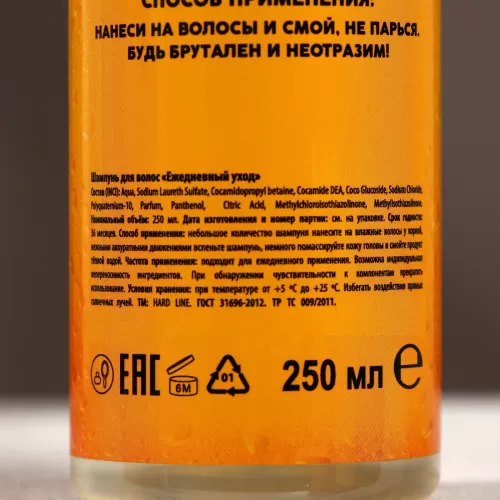 СПОСОБ ПРИМЕНЕНИЯ:
НАНЕСИ НА ВОЛОСЫ И СМОЙ, НЕ ПАРЬСЯ.
БУДЬ БРУТАЛЕН И НЕОТРАЗИМ!
Шампунь для волос «Ежедневный уход»
Состав (INCI): Aqua, Sodium Laureth Sulfate, Cocamidopropyl betaine, Cocamide DEA, Coco Glucoside, Sodium Chloride,
Polyquaternium-10, Parfum, Panthenol, Citric Acid, Methylchloroisothiazolinone, Methylisothiazolinone.
Номинальный объём: 250 мл. Дата изготовления и номер партии: см. на упаковке. Срок годности:
36 месяцев. Способ применения: небольшое количество шампуня нанесите на влажные волосы у корней,
нежными аккуратными движениями вспеньте шампунь, немного помассируйте кожу головы и смойте продукт
тёплой водой. Частота применения: подходит для ежедневного применения. Возможна индивидуальная
непереносимость ингредиентов. При обнаружении чувствительности к компонентам прекратить
использование. Условия хранения: при температуре от +5 °C до +25 °C. Избегать воздействия прямых
солнечных лучей. ТМ: HARD LINE. ГОСТ 31696-2012. ТР ТС 009/2011.
EAC 6M 01 250 мл e